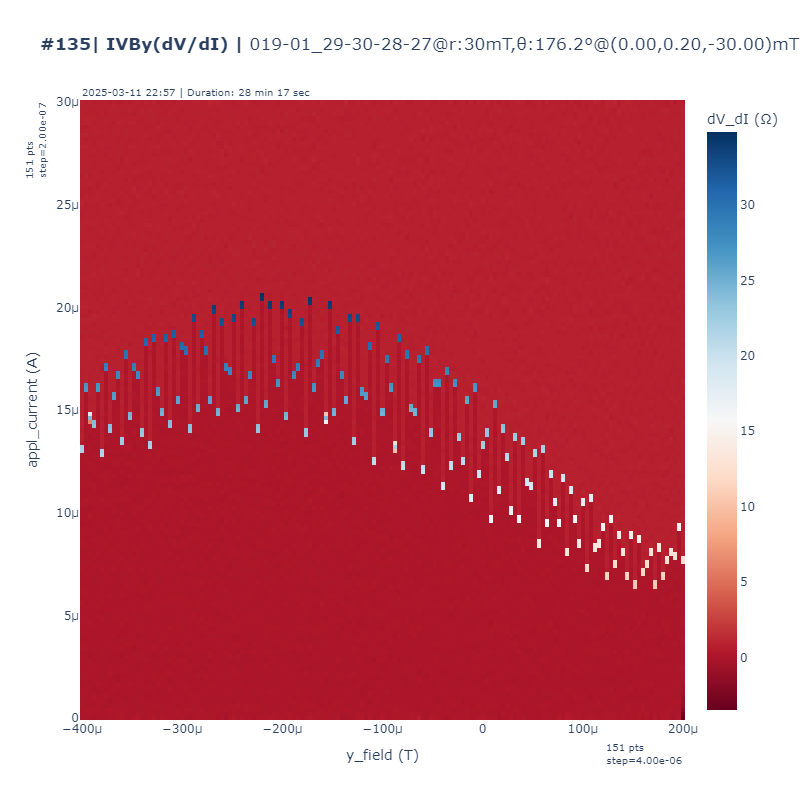 #135| IVBy(dV/dI) | 019-01_29-30-28-27@r:30mT,θ:176.2º@(0.00,0.20,-30.00)mT
2025-03-11 22:57 | Duration: 28 min 17 sec
151 pts
step=2.00e-07
30μ
25μ
20μ
15μ
10μ
5μ
0
appl_current (A)
−400μ
−300μ
−200μ
−100μ
0
100μ
200μ
y_field (T)
151 pts
step=4.00e-06
dV_dI (Ω)
30
25
20
15
10
5
0